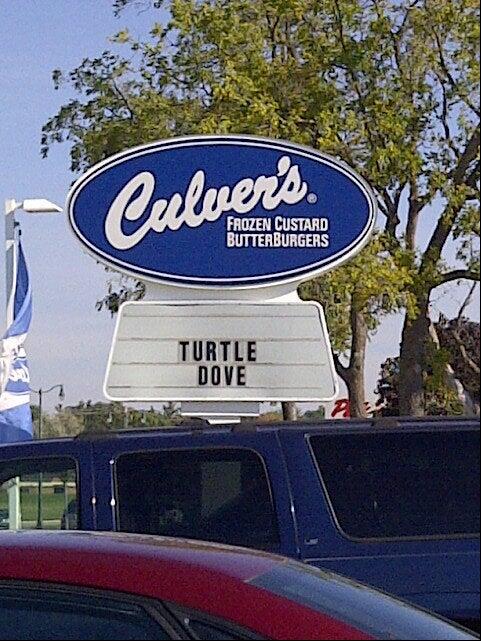 Culver's®
FROZEN CUSTARD
BUTTERBURGERS
TURTLE
DOVE